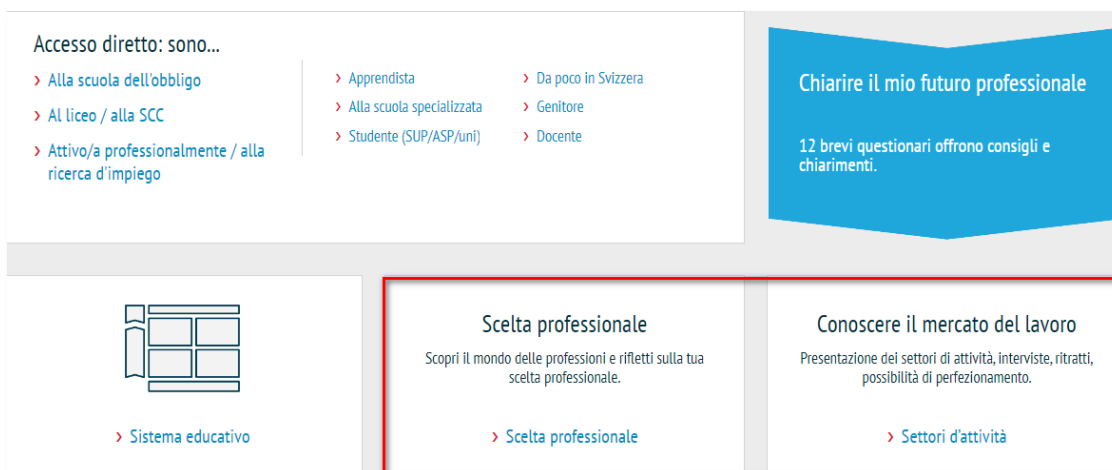 Accesso diretto: sono...
Alla scuola dell'obbligo
Al liceo / alla SCC
Attivo/a professionalmente / alla
ricerca d'impiego
Apprendista
Alla scuola specializzata
Studente (SUP/ASP/uni)
Da poco in Svizzera
Genitore
Docente
Chiarire il mio futuro professionale
12 brevi questionari offrono consigli e
chiarimenti.
Sistema educativo
Scelta professionale
Scopri il mondo delle professioni e rifletti sulla tua
scelta professionale.
Scelta professionale
Conoscere il mercato del lavoro
Presentazione dei settori di attività, interviste, ritratti,
possibilità di perfezionamento.
Settori d'attività